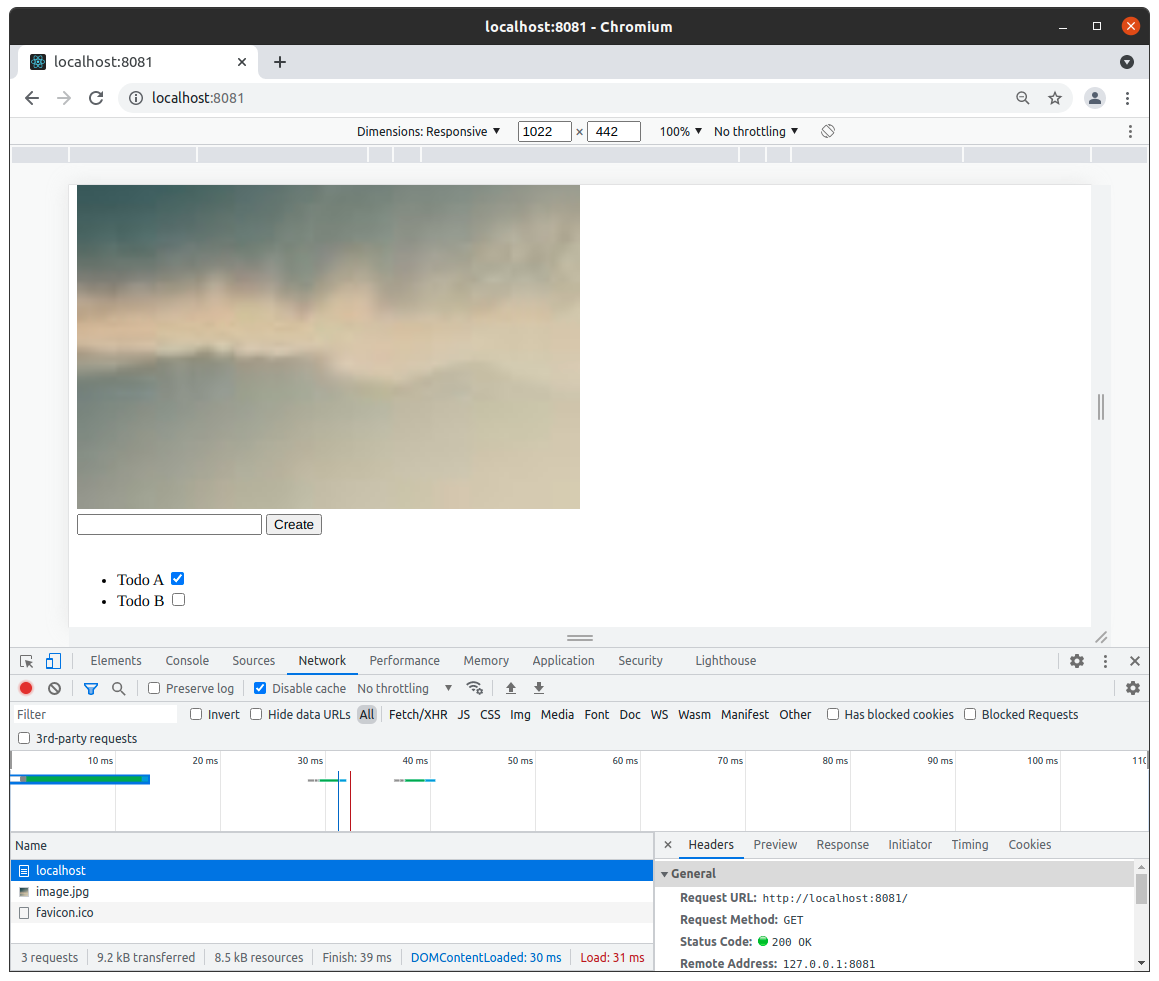 localhost:8081 - Chromium
localhost:8081
localhost:8081
Dimensions: Responsive 1022 × 442 100% No throttling
Create
Todo A
Todo B
Elements Console Sources Network Performance Memory Application Security Lighthouse
Preserve log Disable cache No throttling
Filter Invert Hide data URLs All Fetch/XHR JS CSS Img Media Font Doc WS Wasm Manifest Other Has blocked cookies Blocked Requests
3rd-party requests
10 ms 20 ms 30 ms 40 ms 50 ms 60 ms 70 ms 80 ms 90 ms 100 ms 110
Name
localhost
image.jpg
favicon.ico
3 requests 9.2 kB transferred 8.5 kB resources Finish: 39 ms DOMContentLoaded: 30 ms Load: 31 ms
Headers Preview Response Initiator Timing Cookies
General
Request URL: http://localhost:8081/
Request Method: GET
Status Code: 200 OK
Remote Address: 127.0.0.1:8081